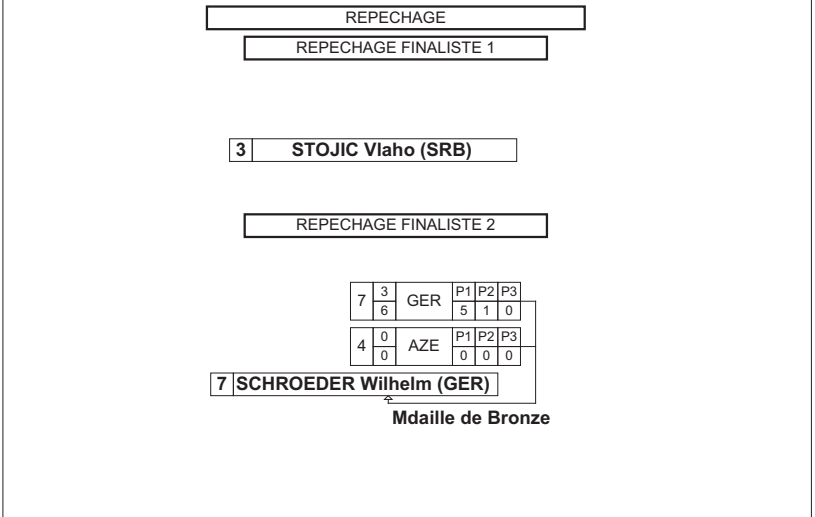 REPECHAGE
REPECHAGE FINALISTE 1
3 STOJIC Vlaho (SRB)
REPECHAGE FINALISTE 2
7 3 GER P1 P2 P3
6 5 1 0
4 0 AZE P1 P2 P3
0 0 0 0
7 SCHROEDER Wilhelm (GER)
Mdaille de Bronze